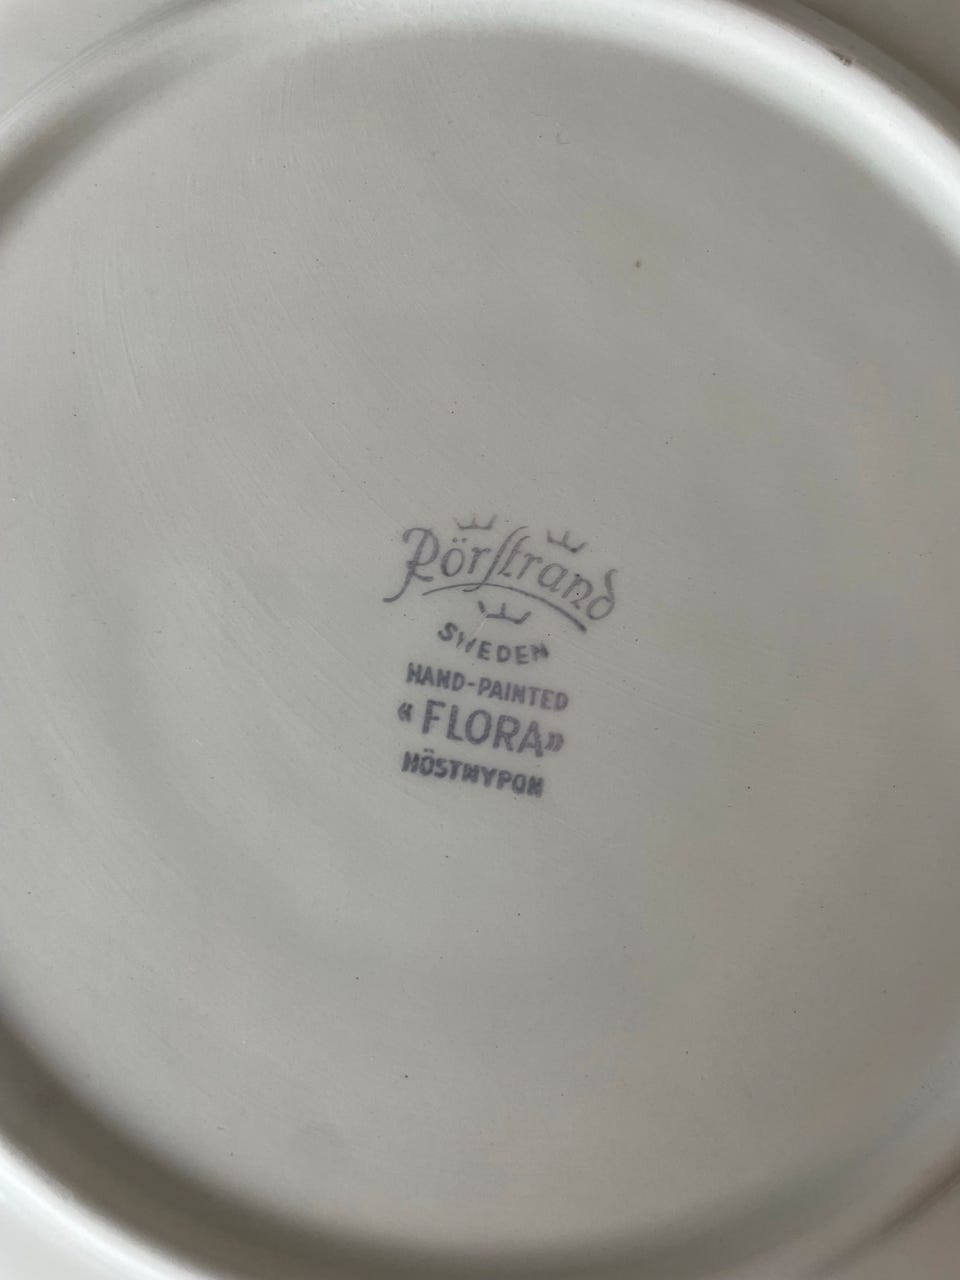 Rörstrand
SWEDEN
HAND-PAINTED
« FLORA»
HÖSTNYPON